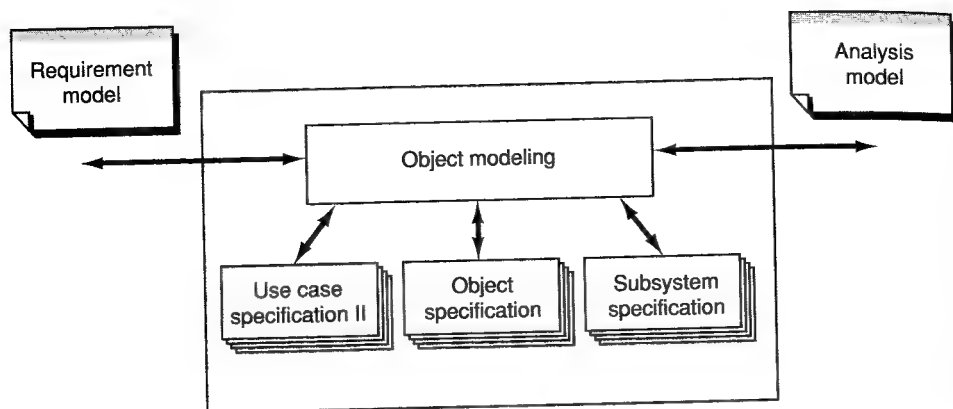 Requirement
model
Analysis
model
Object modeling
Use case
specification II
Object
specification
Subsystem
specification